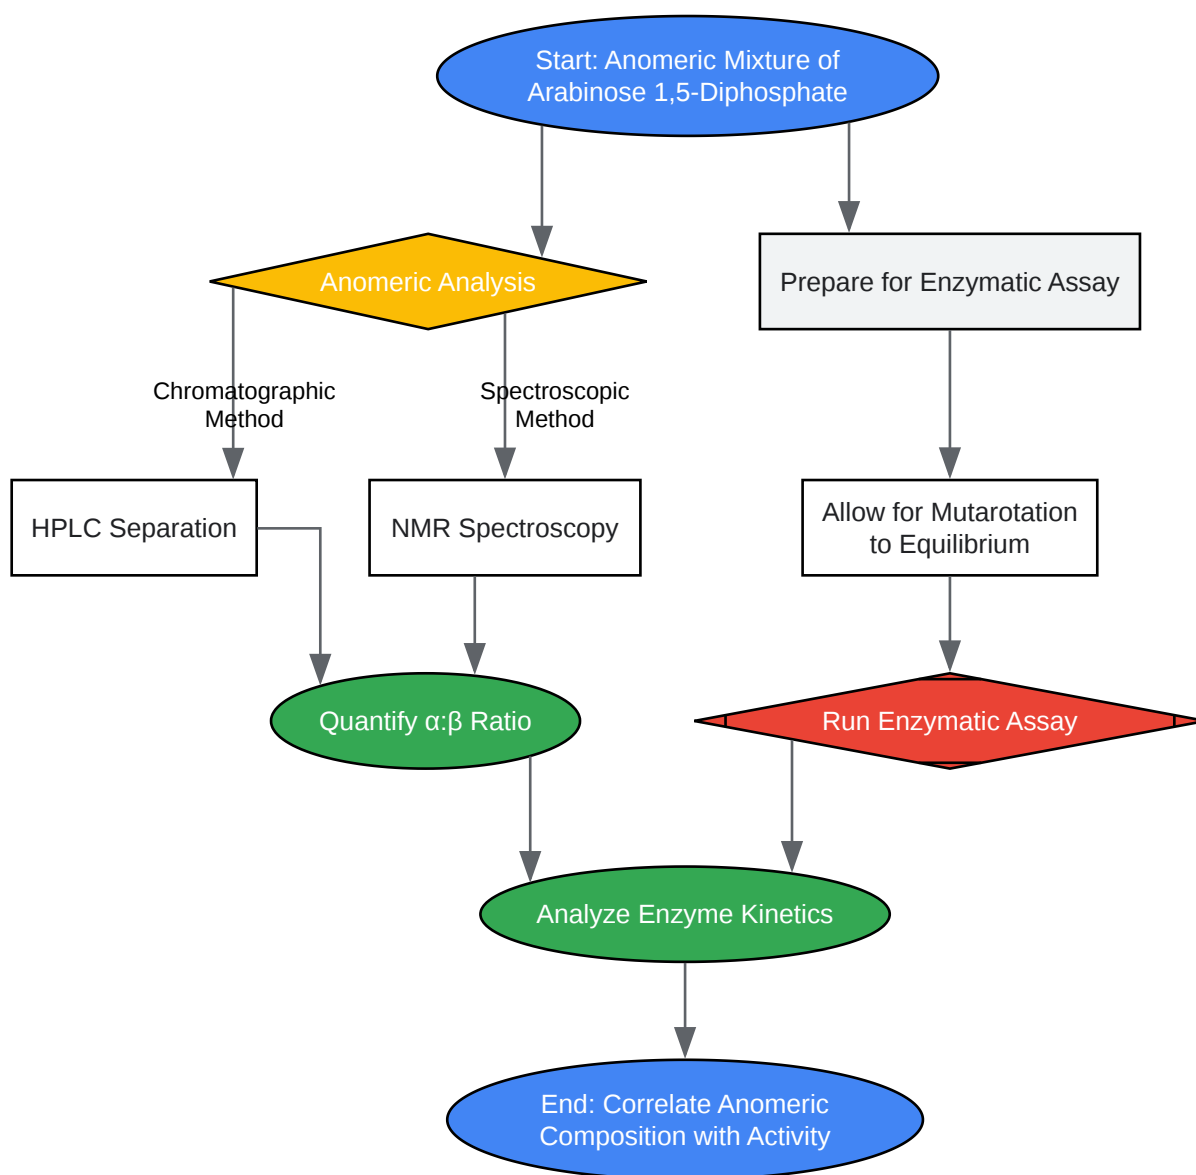 Start: Anomeric Mixture of
Arabinose 1,5-Diphosphate
Anomeric Analysis
Prepare for Enzymatic Assay
Chromatographic
Method
Spectroscopic
Method
HPLC Separation
NMR Spectroscopy
Allow for Mutarotation
to Equilibrium
Quantify α:β Ratio
Run Enzymatic Assay
Analyze Enzyme Kinetics
End: Correlate Anomeric
Composition with Activity